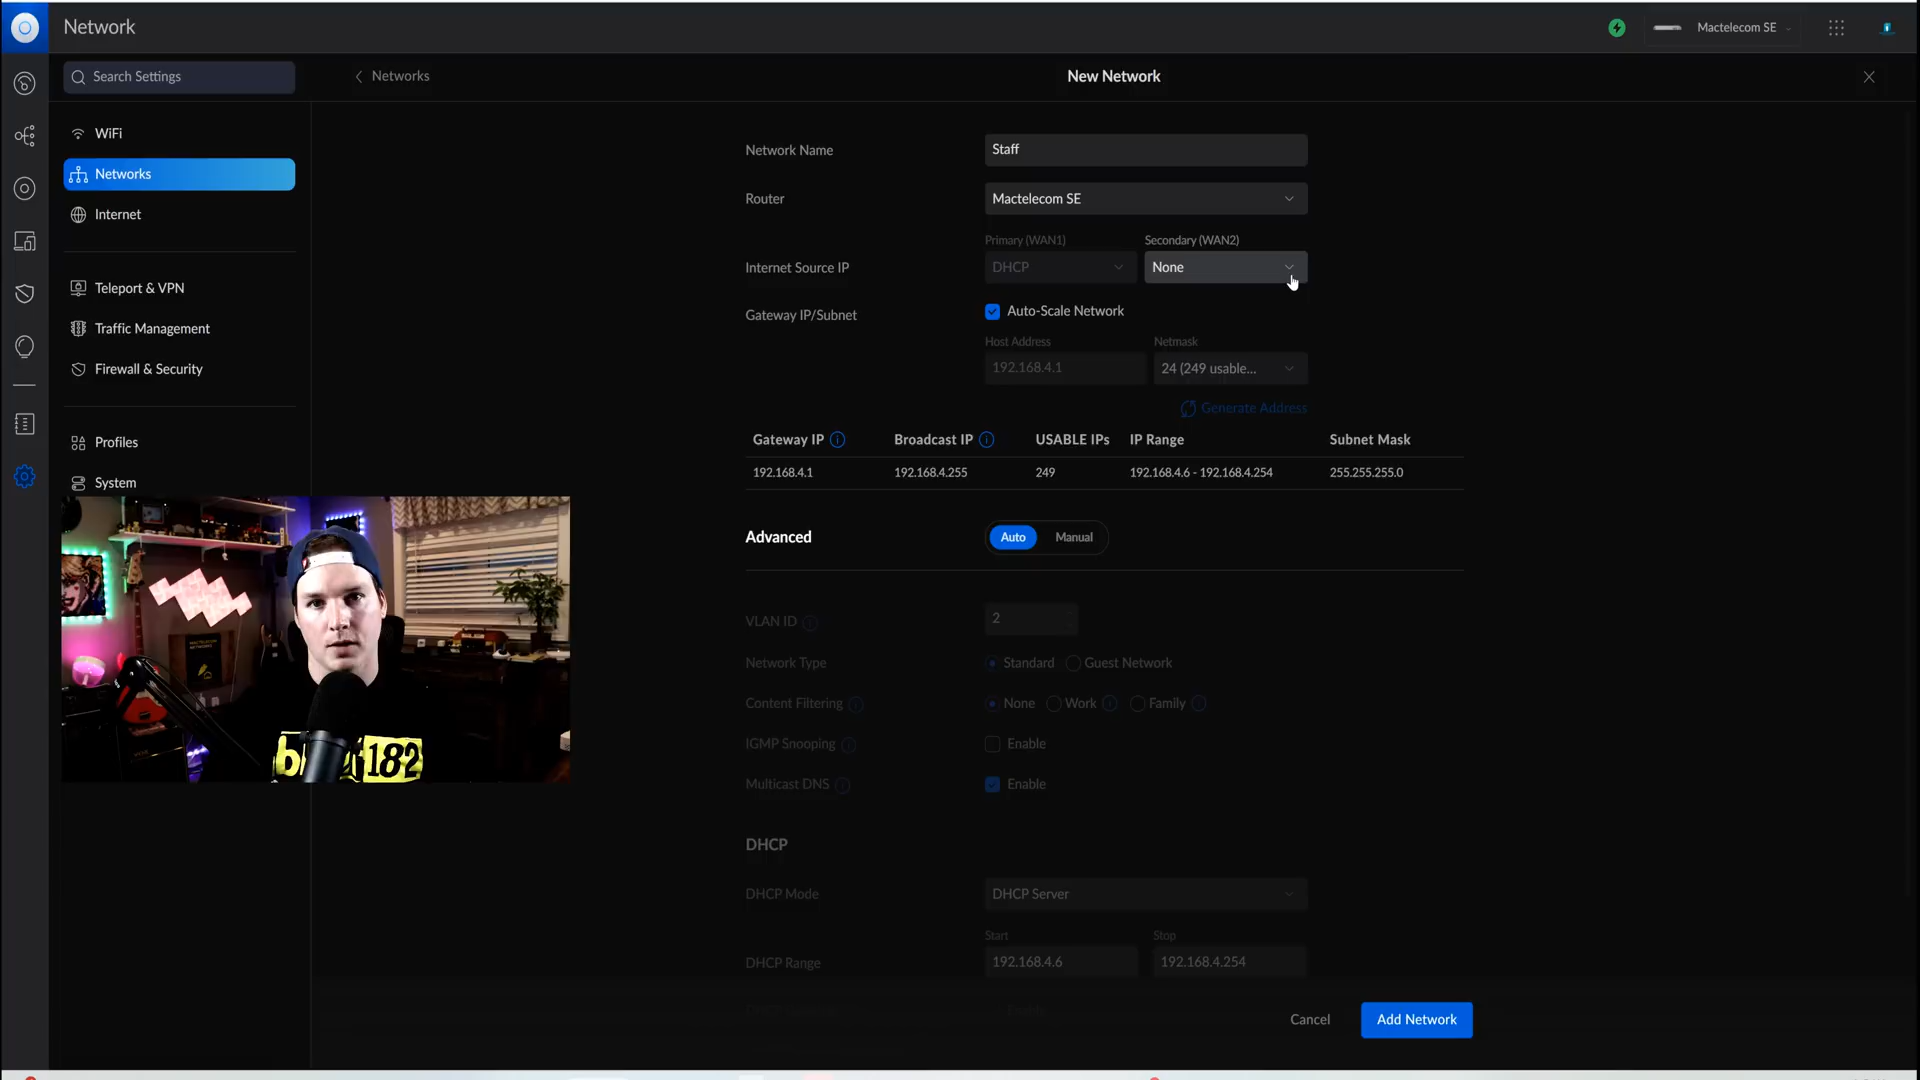 Network
Mactelecom SE
Search Settings
Networks
New Network
WiFi
Networks
Internet
Teleport & VPN
Traffic Management
Firewall & Security
Profiles
System
Network Name
Staff
Router
Mactelecom SE
Primary (WAN1)
Secondary (WAN2)
Internet Source IP
DHCP
None
Gateway IP/Subnet
Auto-Scale Network
Host Address
Netmask
192.168.4.1
24 (249 usable...
Generate Address
Gateway IP
Broadcast IP
USABLE IPs
IP Range
Subnet Mask
192.168.4.1
192.168.4.255
249
192.168.4.6 - 192.168.4.254
255.255.255.0
Advanced
Auto
Manual
VLAN ID
2
Network Type
Standard
Guest Network
Content Filtering
None
Work
Family
IGMP Snooping
Enable
Multicast DNS
Enable
DHCP
DHCP Mode
DHCP Server
Start
Stop
DHCP Range
192.168.4.6
192.168.4.254
Cancel
Add Network
182